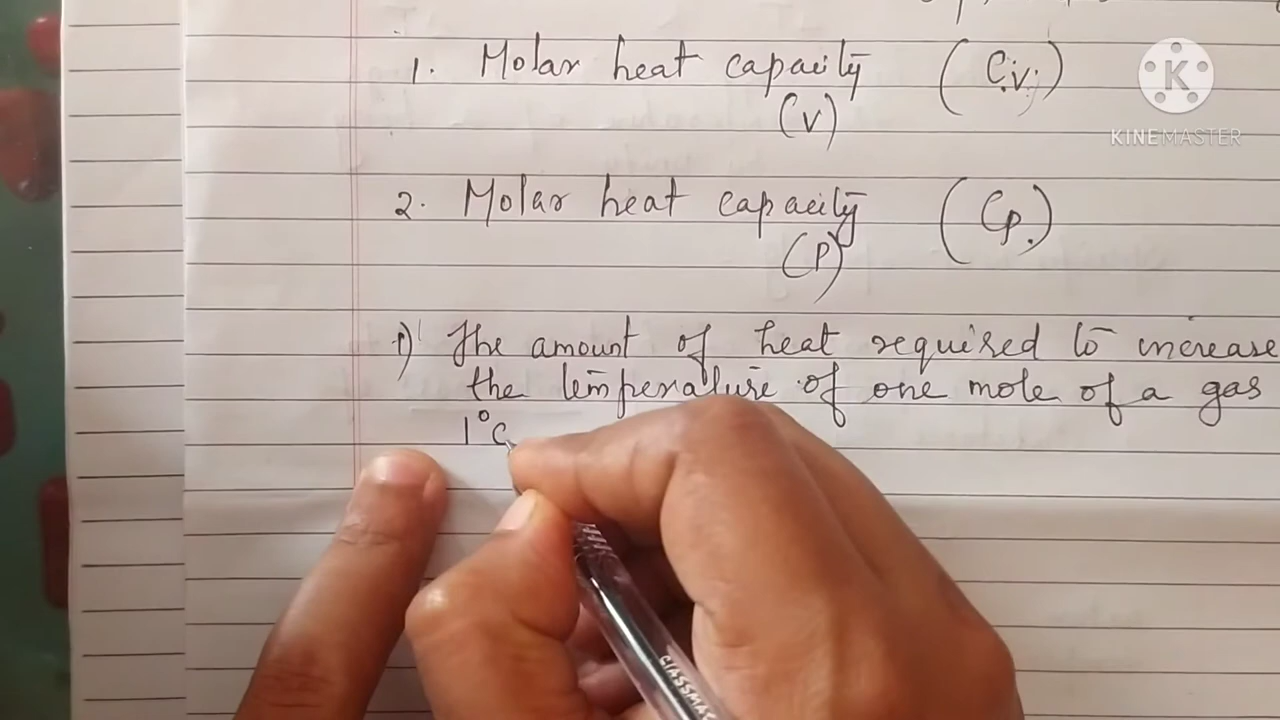 1. Molar heat capacity (Cv)
(V)
K
KINEMASTER
2. Molar heat capacity (Cp.)
(P)
1) The amount of heat required to increase
the temperature of one mole of a gas
1°C
CLASSMA